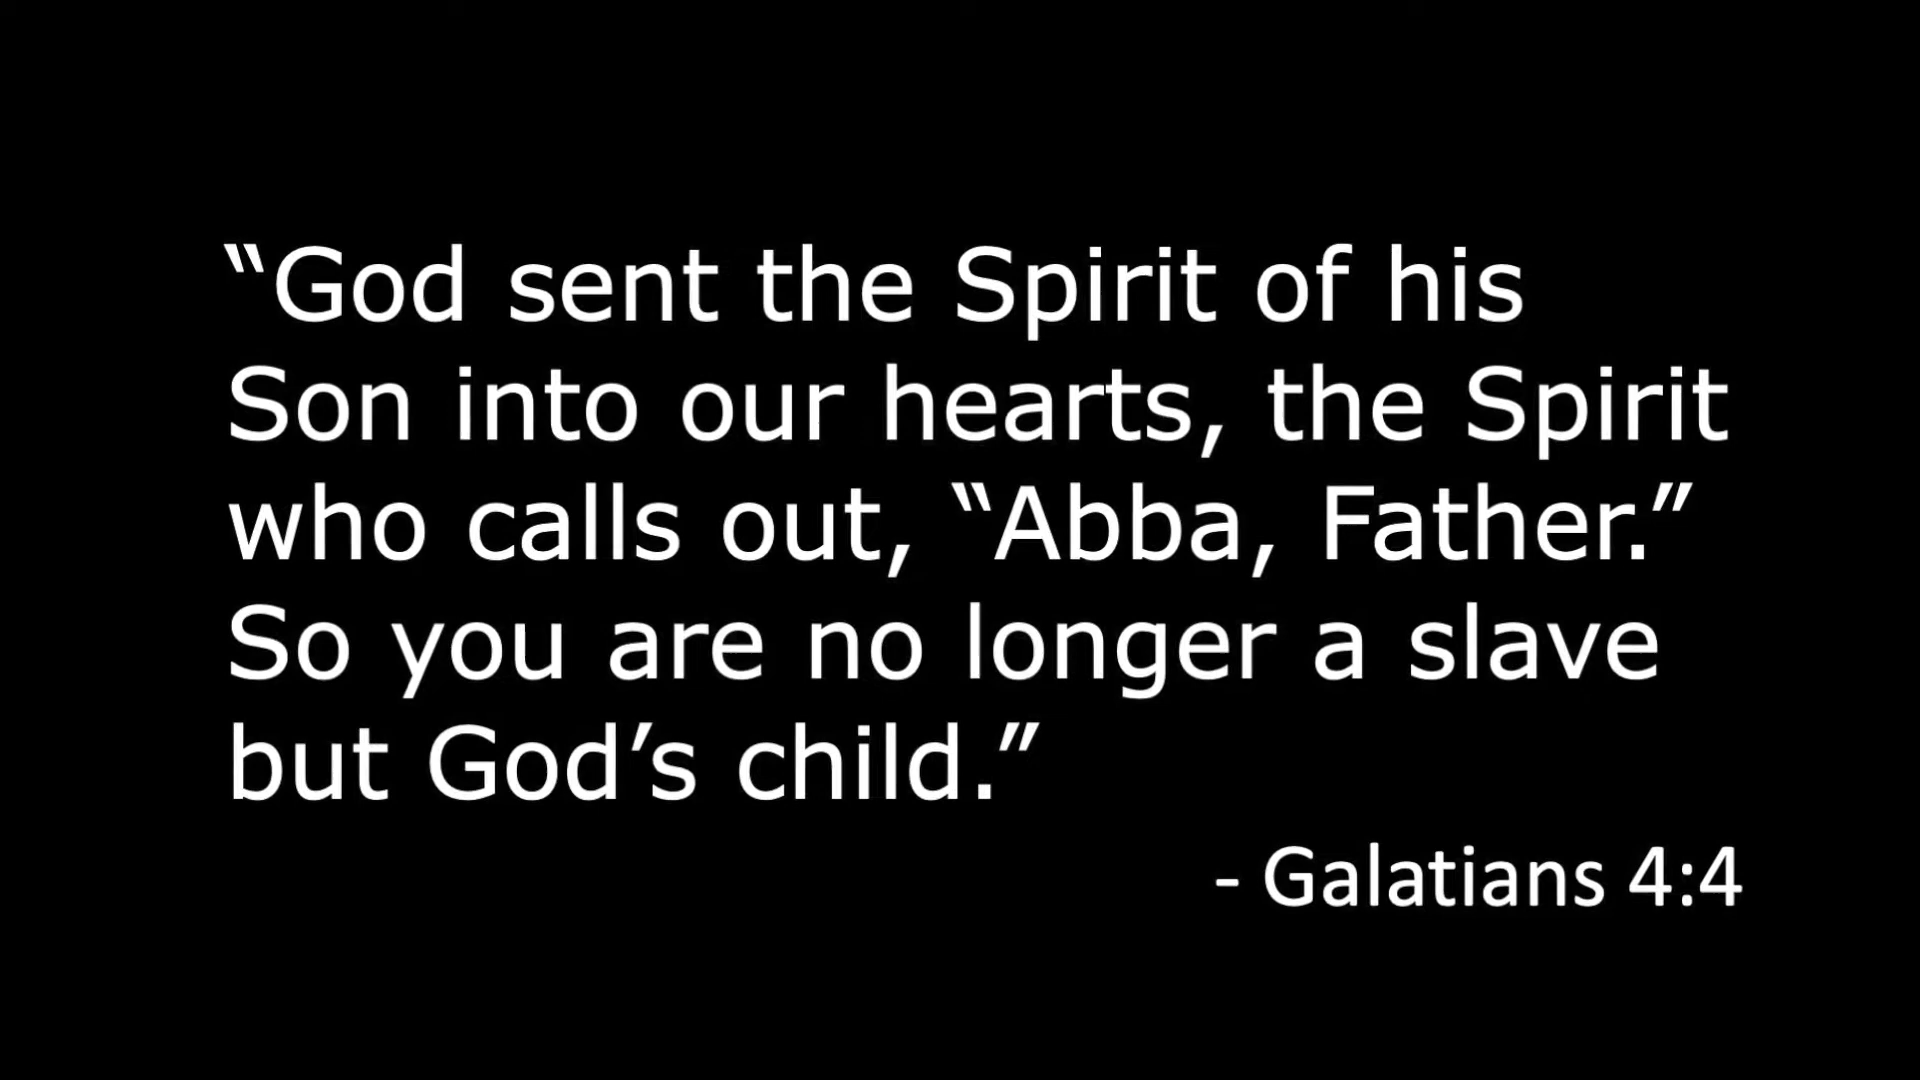 “God sent the Spirit of his
Son into our hearts, the Spirit
who calls out, “Abba, Father.”
So you are no longer a slave
but God’s child.”
- Galatians 4:4